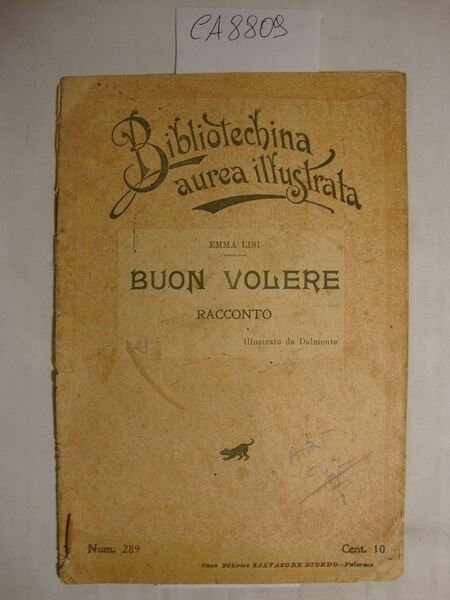 CA8809
Bibliotechina
aurea illustrata
EMMA LISI
BUON VOLERE
RACCONTO
Illustrato da Dalmonte
Num. 289
Cent. 10
Casa Editrice SALVATORE BIONDO—Palermo